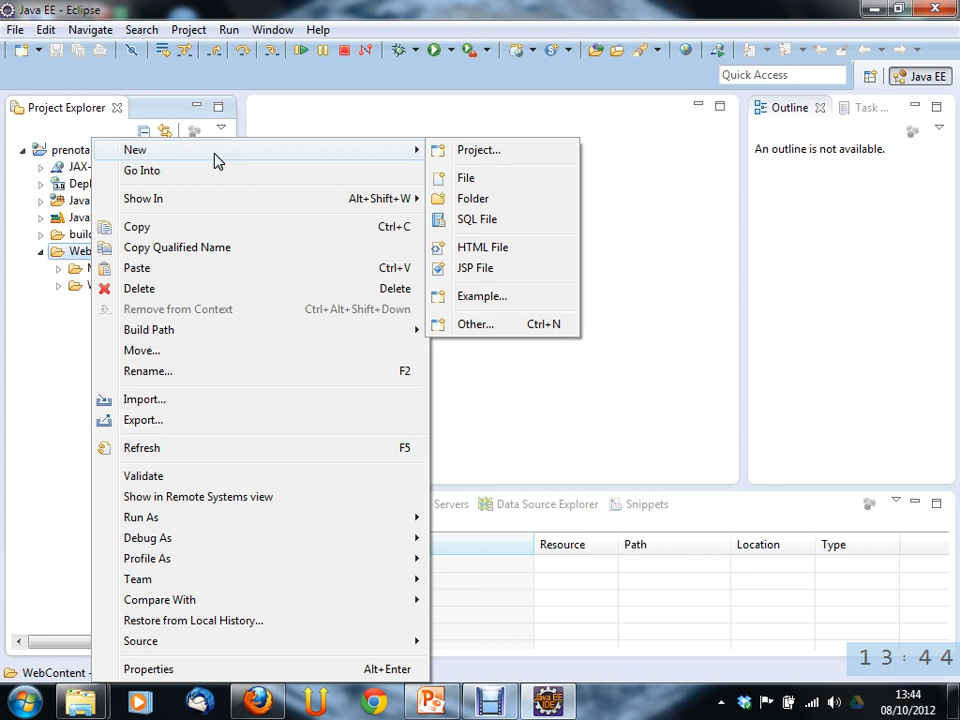 Java EE - Eclipse
File Edit Navigate Search Project Run Window Help
Quick Access
Java EE
Project Explorer
Outline
Task ...
An outline is not available.
prenota
JAX-
Depl
Java
Java
build
Web
New
Go Into
Show In Alt+Shift+W
Copy Ctrl+C
Copy Qualified Name
Paste Ctrl+V
Delete Delete
Remove from Context Ctrl+Alt+Shift+Down
Build Path
Move...
Rename... F2
Import...
Export...
Refresh F5
Validate
Show in Remote Systems view
Run As
Debug As
Profile As
Team
Compare With
Restore from Local History...
Source
Properties Alt+Enter
Project...
File
Folder
SQL File
HTML File
JSP File
Example...
Other... Ctrl+N
Servers
Data Source Explorer
Snippets
Resource Path Location Type
WebContent -
13:44
13:44
08/10/2012